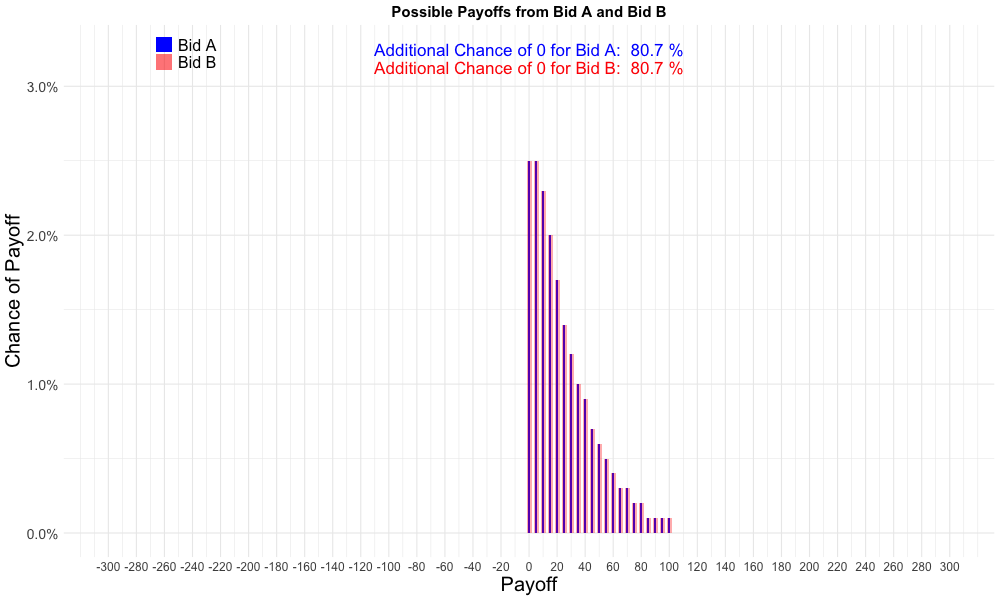 Possible Payoffs from Bid A and Bid B
Bid A
Bid B
Additional Chance of 0 for Bid A:  80.7 %
Additional Chance of 0 for Bid B:  80.7 %
Chance of Payoff
3.0%
2.0%
1.0%
0.0%
-300 -280 -260 -240 -220 -200 -180 -160 -140 -120 -100 -80 -60 -40 -20 0 20 40 60 80 100 120 140 160 180 200 220 240 260 280 300
Payoff